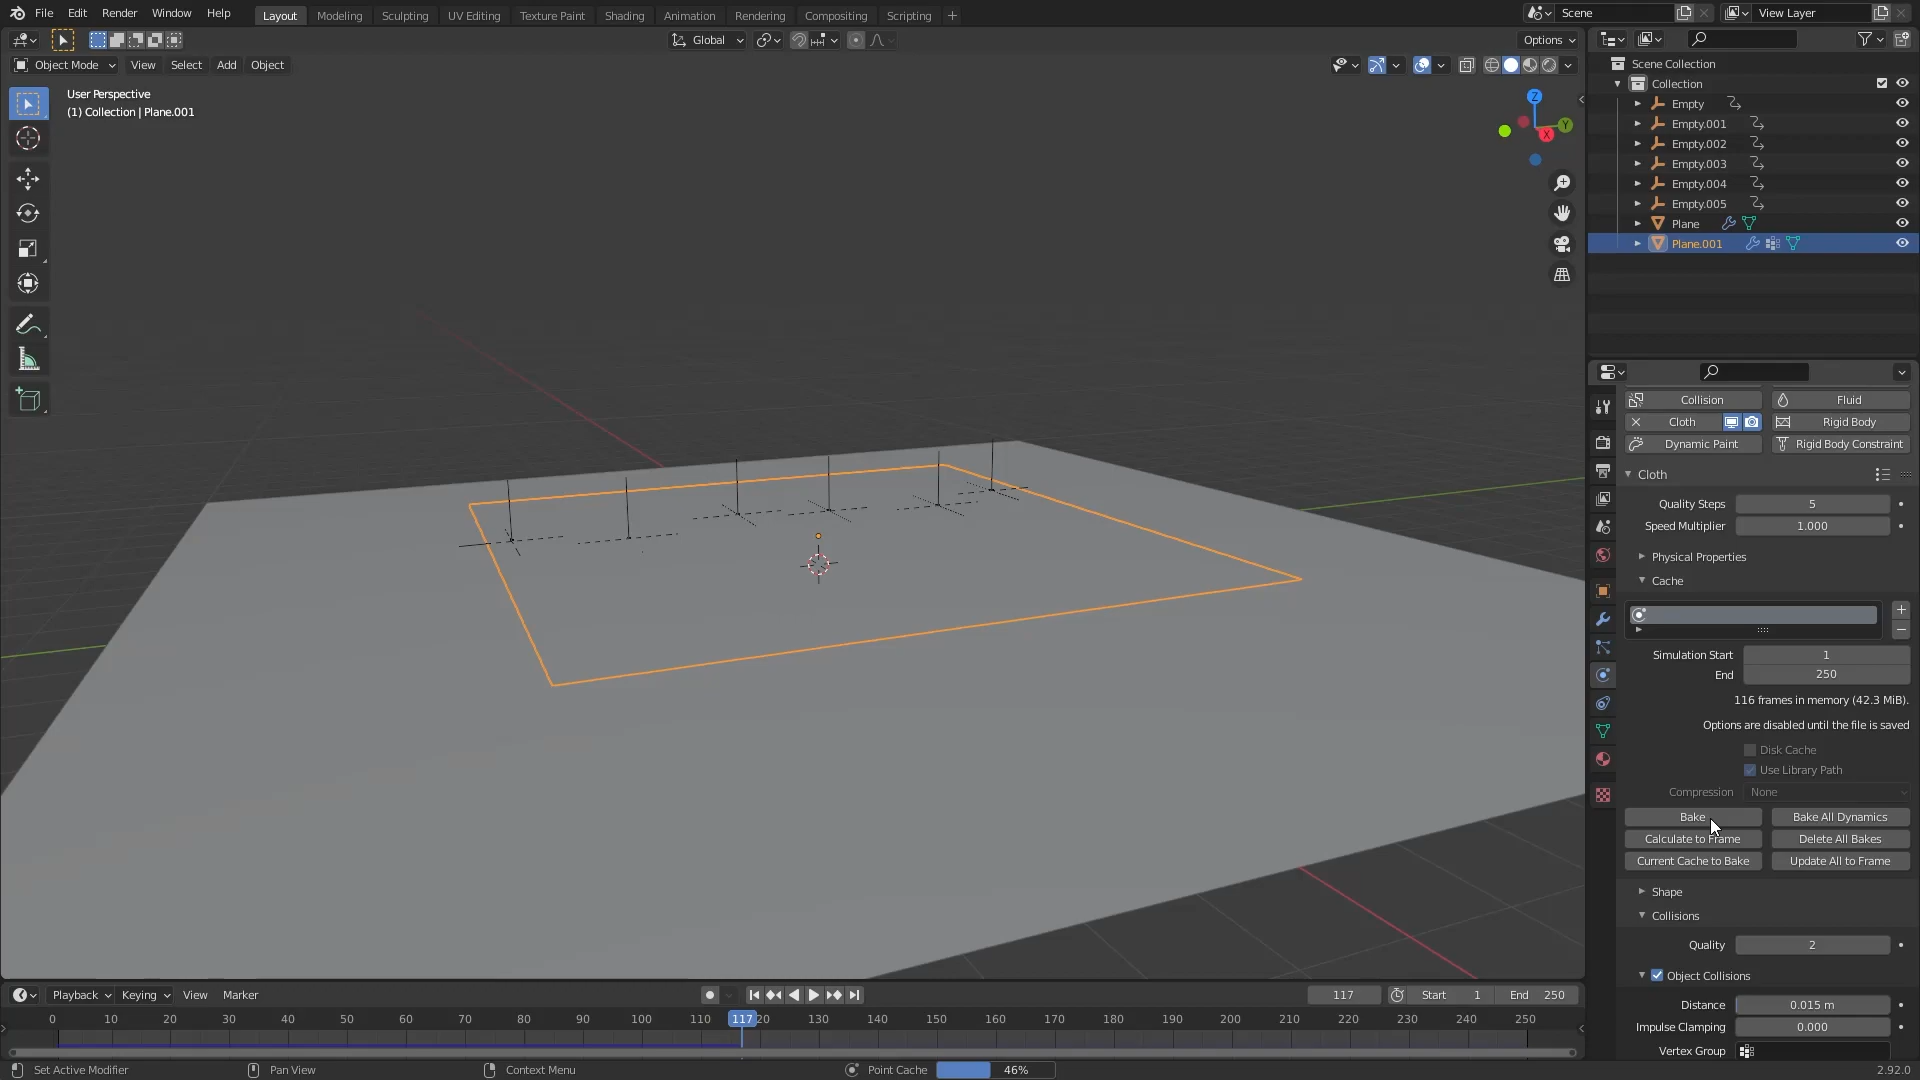 File Edit Render Window Help Layout Modeling Sculpting UV Editing Texture Paint Shading Animation Rendering Compositing Scripting + Scene View Layer
Global Options
Object Mode View Select Add Object
User Perspective
(1) Collection | Plane.001
Z
Y
X
Scene Collection
Collection
Empty
Empty.001
Empty.002
Empty.003
Empty.004
Empty.005
Plane
Plane.001
Collision Fluid
Cloth Rigid Body
Dynamic Paint Rigid Body Constraint
Cloth
Quality Steps 5
Speed Multiplier 1.000
Physical Properties
Cache
Simulation Start 1
End 250
116 frames in memory (42.3 MiB).
Options are disabled until the file is saved
Disk Cache
Use Library Path
Compression None
Bake Bake All Dynamics
Calculate to Frame Delete All Bakes
Current Cache to Bake Update All to Frame
Shape
Collisions
Quality 2
Object Collisions
Distance 0.015 m
Impulse Clamping 0.000
Vertex Group
Playback Keying View Marker 117 Start 1 End 250
0 10 20 30 40 50 60 70 80 90 100 110 117 20 130 140 150 160 170 180 190 200 210 220 230 240 250
Set Active Modifier Pan View Context Menu Point Cache 46% 2.92.0